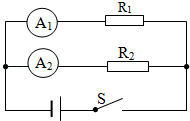 A₁ R₁
A₂ R₂
S